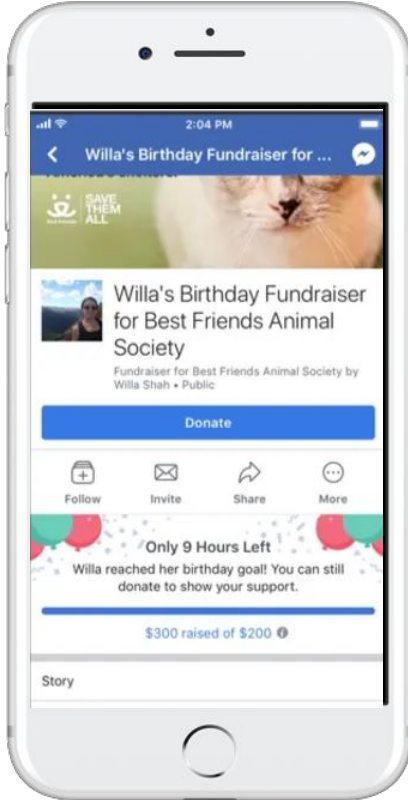 2:04 PM
Willa's Birthday Fundraiser for ...
SAVE
THEM
ALL
Best Friends
Willa's Birthday Fundraiser
for Best Friends Animal
Society
Fundraiser for Best Friends Animal Society by
Willa Shah • Public
Donate
Follow Invite Share More
Only 9 Hours Left
Willa reached her birthday goal! You can still
donate to show your support.
$300 raised of $200
Story